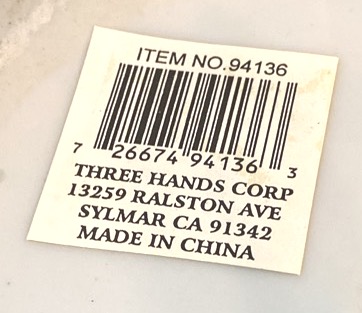 ITEM NO.94136
7 26674 94136 3
THREE HANDS CORP
13259 RALSTON AVE
SYLMAR CA 91342
MADE IN CHINA